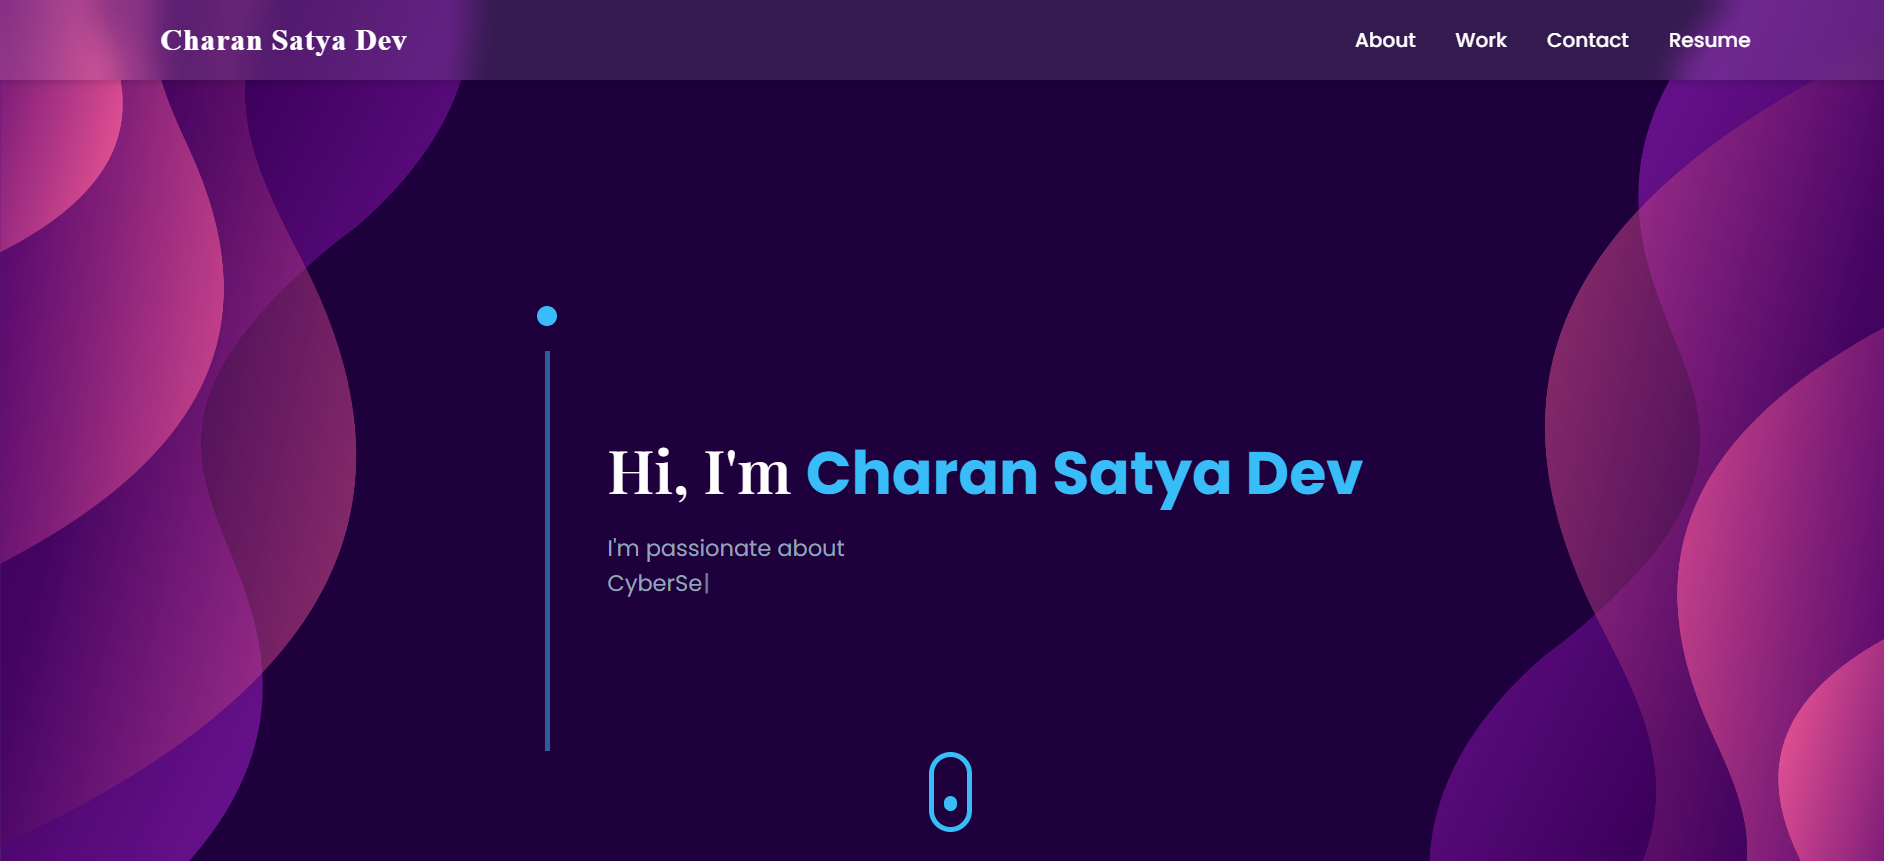 Charan Satya Dev
About Work Contact Resume
Hi, I'm Charan Satya Dev
I'm passionate about
CyberSe|